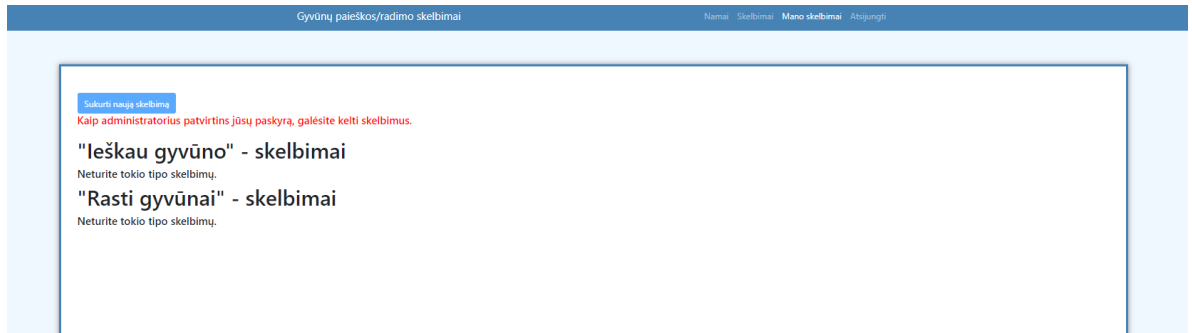 Gyvūnų paieškos/radimo skelbimai
Namai Skelbimai Mano skelbimai Atsijungti
Sukurti naują skelbimą
Kaip administratorius patvirtins jūsų paskyrą, galėsite kelti skelbimus.
"Ieškau gyvūno" - skelbimai
Neturite tokio tipo skelbimų.
"Rasti gyvūnai" - skelbimai
Neturite tokio tipo skelbimų.